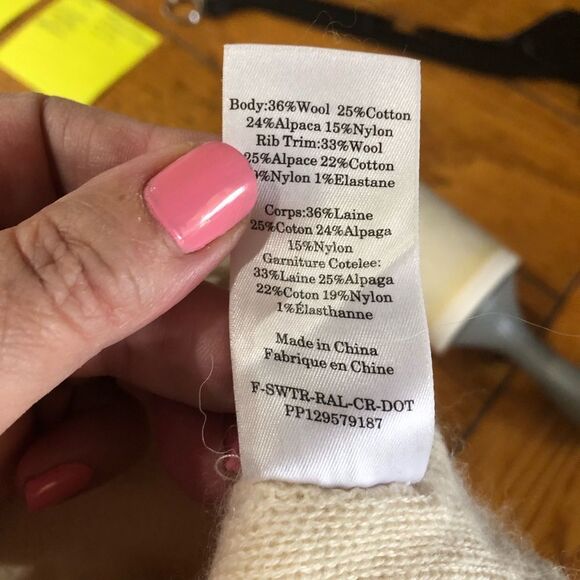 Body:36%Wool 25%Cotton
24%Alpaca 15%Nylon
Rib Trim:33%Wool
25%Alpace 22%Cotton
9%Nylon 1%Elastane
Corps:36%Laine
25%Coton 24%Alpaga
15%Nylon
Garniture Cotelee:
33%Laine 25%Alpaga
22%Coton 19%Nylon
1%Élasthanne
Made in China
Fabrique en Chine
F-SWTR-RAL-CR-DOT
PP129579187